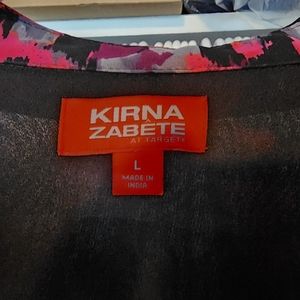 KIRNA
ZABÊTE
AT TARGET
L
MADE IN
INDIA